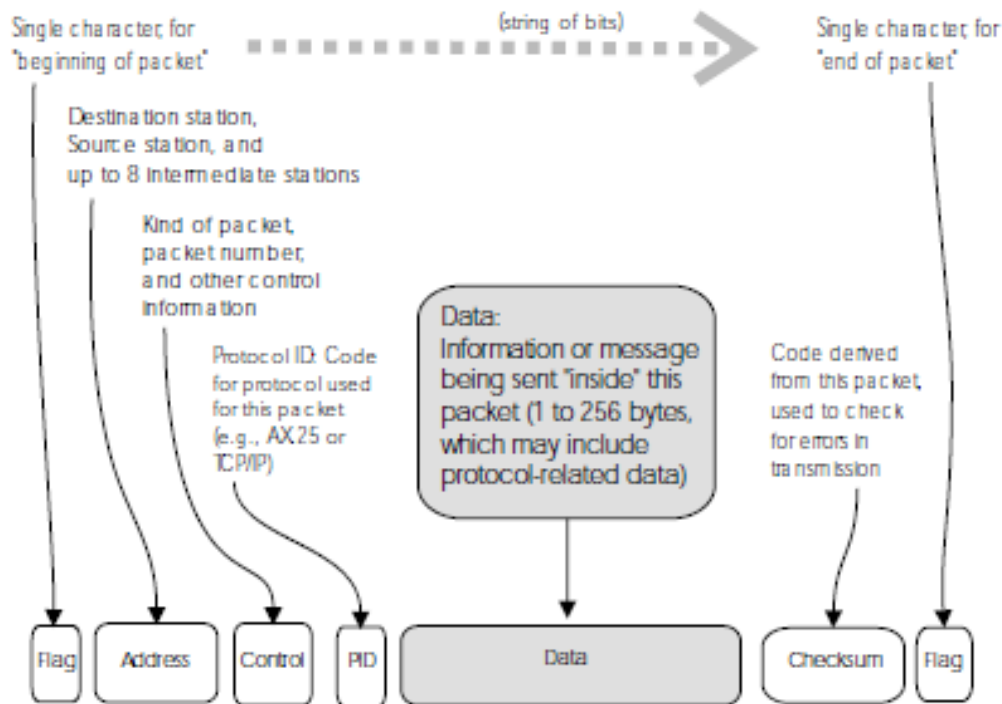 Single character, for
"beginning of packet"
(string of bits)
Single character, for
"end of packet"
Destination station,
Source station, and
up to 8 intermediate stations
Kind of packet,
packet number,
and other control
information
Protocol ID: Code
for protocol used
for this packet
(e.g., AX.25 or
TCP/IP)
Data:
Information or message
being sent "inside" this
packet (1 to 256 bytes,
which may include
protocol-related data)
Code derived
from this packet,
used to check
for errors in
transmission
Flag
Address
Control
PID
Data
Checksum
Flag